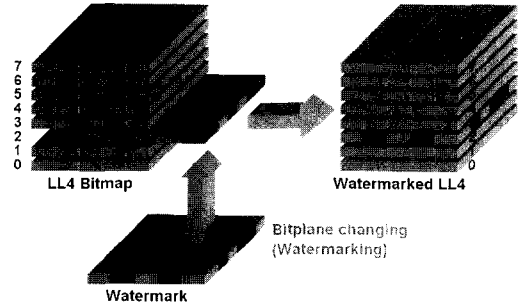 7
6
5
4
3
2
1
0
0
LL4 Bitmap
Watermarked LL4
Bitplane changing
(Watermarking)
Watermark